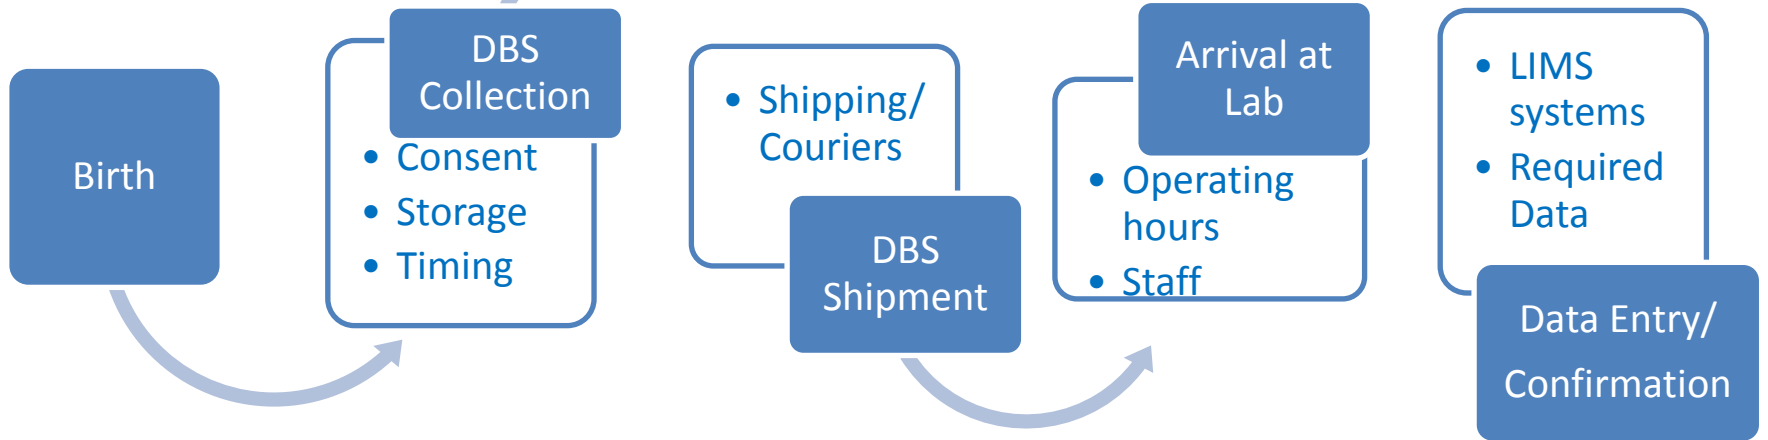 Birth
DBS
Collection
• Consent
• Storage
• Timing
• Shipping/
Couriers
DBS
Shipment
Arrival at
Lab
• Operating
hours
• Staff
• LIMS
systems
• Required
Data
Data Entry/
Confirmation